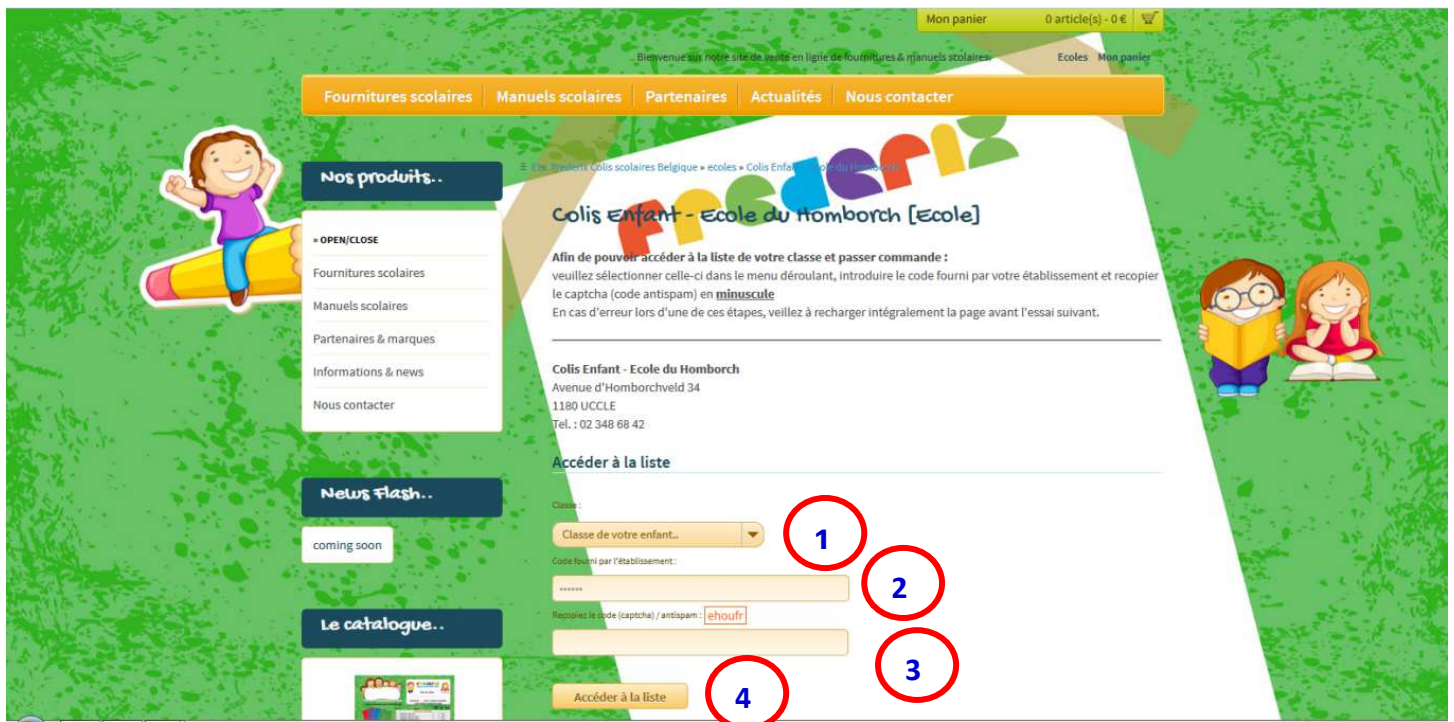 Mon panier 0 article(s) - 0 €
Bienvenue sur notre site de vente en ligne de fournitures & manuels scolaires. Ecoles Mon panier
Fournitures scolaires Manuels scolaires Partenaires Actualités Nous contacter
FREDERIX
Colis scolaires Belgique » ecoles » Colis Enfant
Nos produits..
» OPEN/CLOSE
Fournitures scolaires
Manuels scolaires
Partenaires & marques
Informations & news
Nous contacter
News Flash..
coming soon
Le catalogue..
Colis Enfant - Ecole du Homborch [Ecole]
Afin de pouvoir accéder à la liste de votre classe et passer commande :
veuillez sélectionner celle-ci dans le menu déroulant, introduire le code fourni par votre établissement et recopier
le captcha (code antispam) en minuscule
En cas d'erreur lors d'une de ces étapes, veillez à recharger intégralement la page avant l'essai suivant.
Colis Enfant - Ecole du Homborch
Avenue d'Homborchveld 34
1180 UCCLE
Tel. : 02 348 68 42
Accéder à la liste
Classe :
Classe de votre enfant.. 1
Code fourni par l'établissement :
****** 2
Recopiez le code (captcha) / antispam : ehoufr
3
Accéder à la liste 4